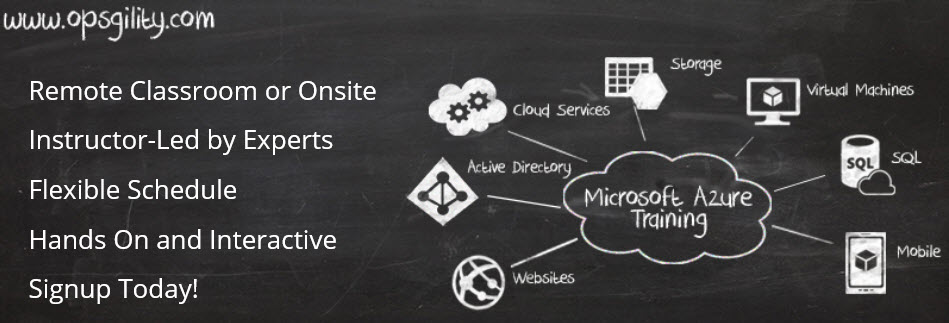 www.opsgility.com
Remote Classroom or Onsite
Instructor-Led by Experts
Flexible Schedule
Hands On and Interactive
Signup Today!
Storage
Cloud Services
Virtual Machines
Active Directory
SQL
SQL
Microsoft Azure
Training
Mobile
Websites